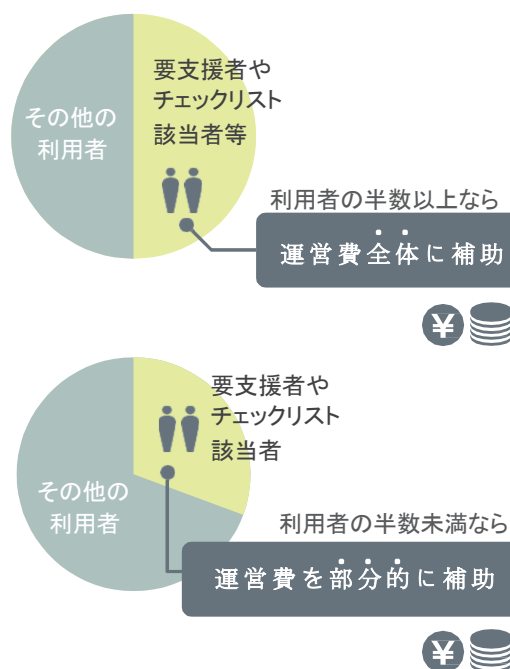 要支援者や
チェックリスト
該当者等
その他の
利用者
利用者の半数以上なら
運営費全体に補助
¥
要支援者や
チェックリスト
該当者
その他の
利用者
利用者の半数未満なら
運営費を部分的に補助
¥